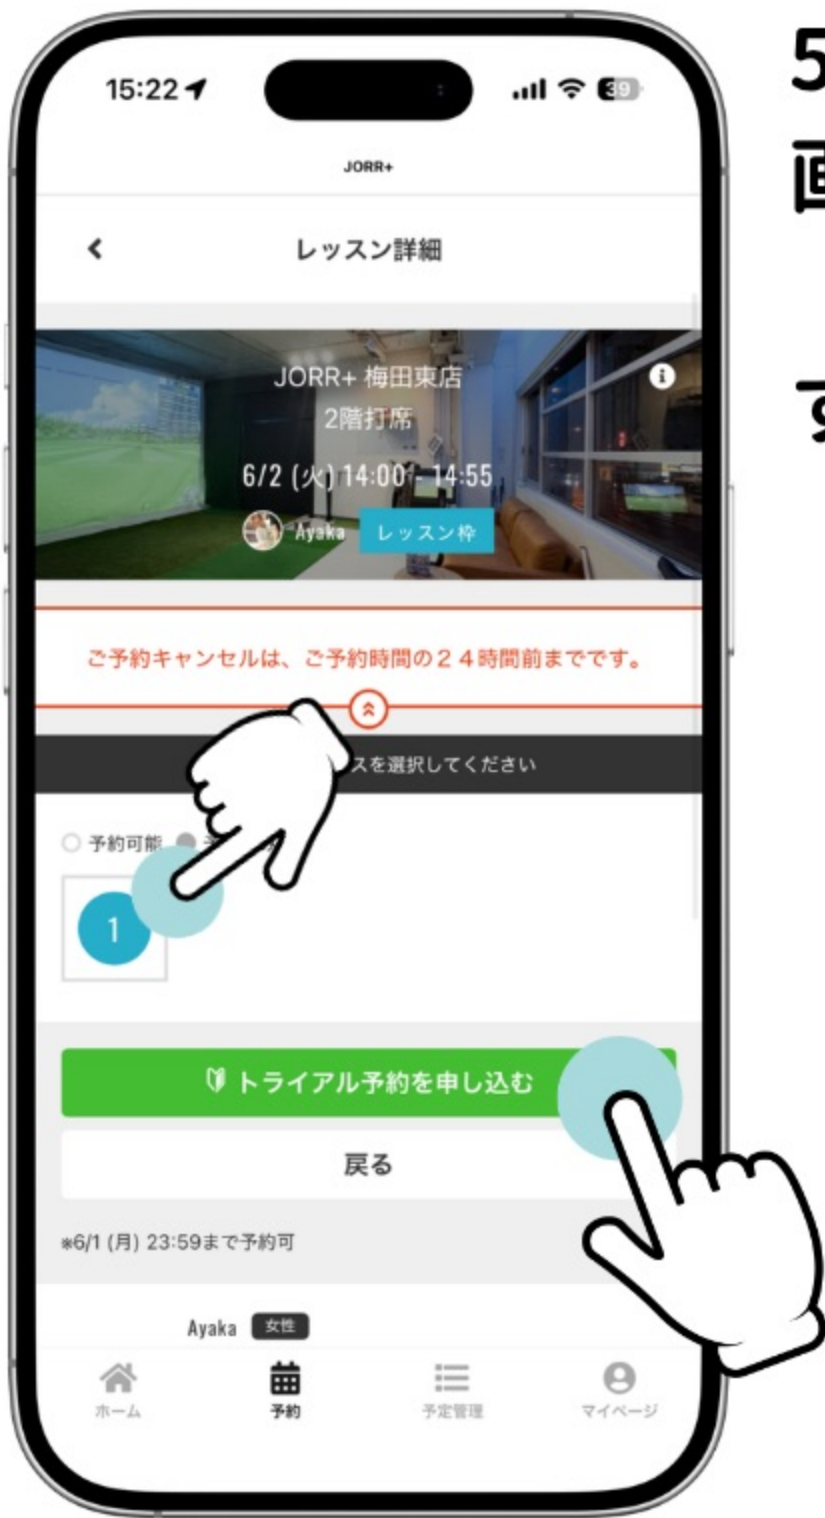 15:22
39
JORR+
レッスン詳細
JORR+ 梅田東店
2階打席
6/2 (火) 14:00 - 14:55
Ayaka レッスン枠
ご予約キャンセルは、ご予約時間の24時間前までです。
スを選択してください
予約可能
1
トライアル予約を申し込む
戻る
※6/1 (月) 23:59まで予約可
Ayaka 女性
ホーム 予約 予定管理 マイページ
5
す